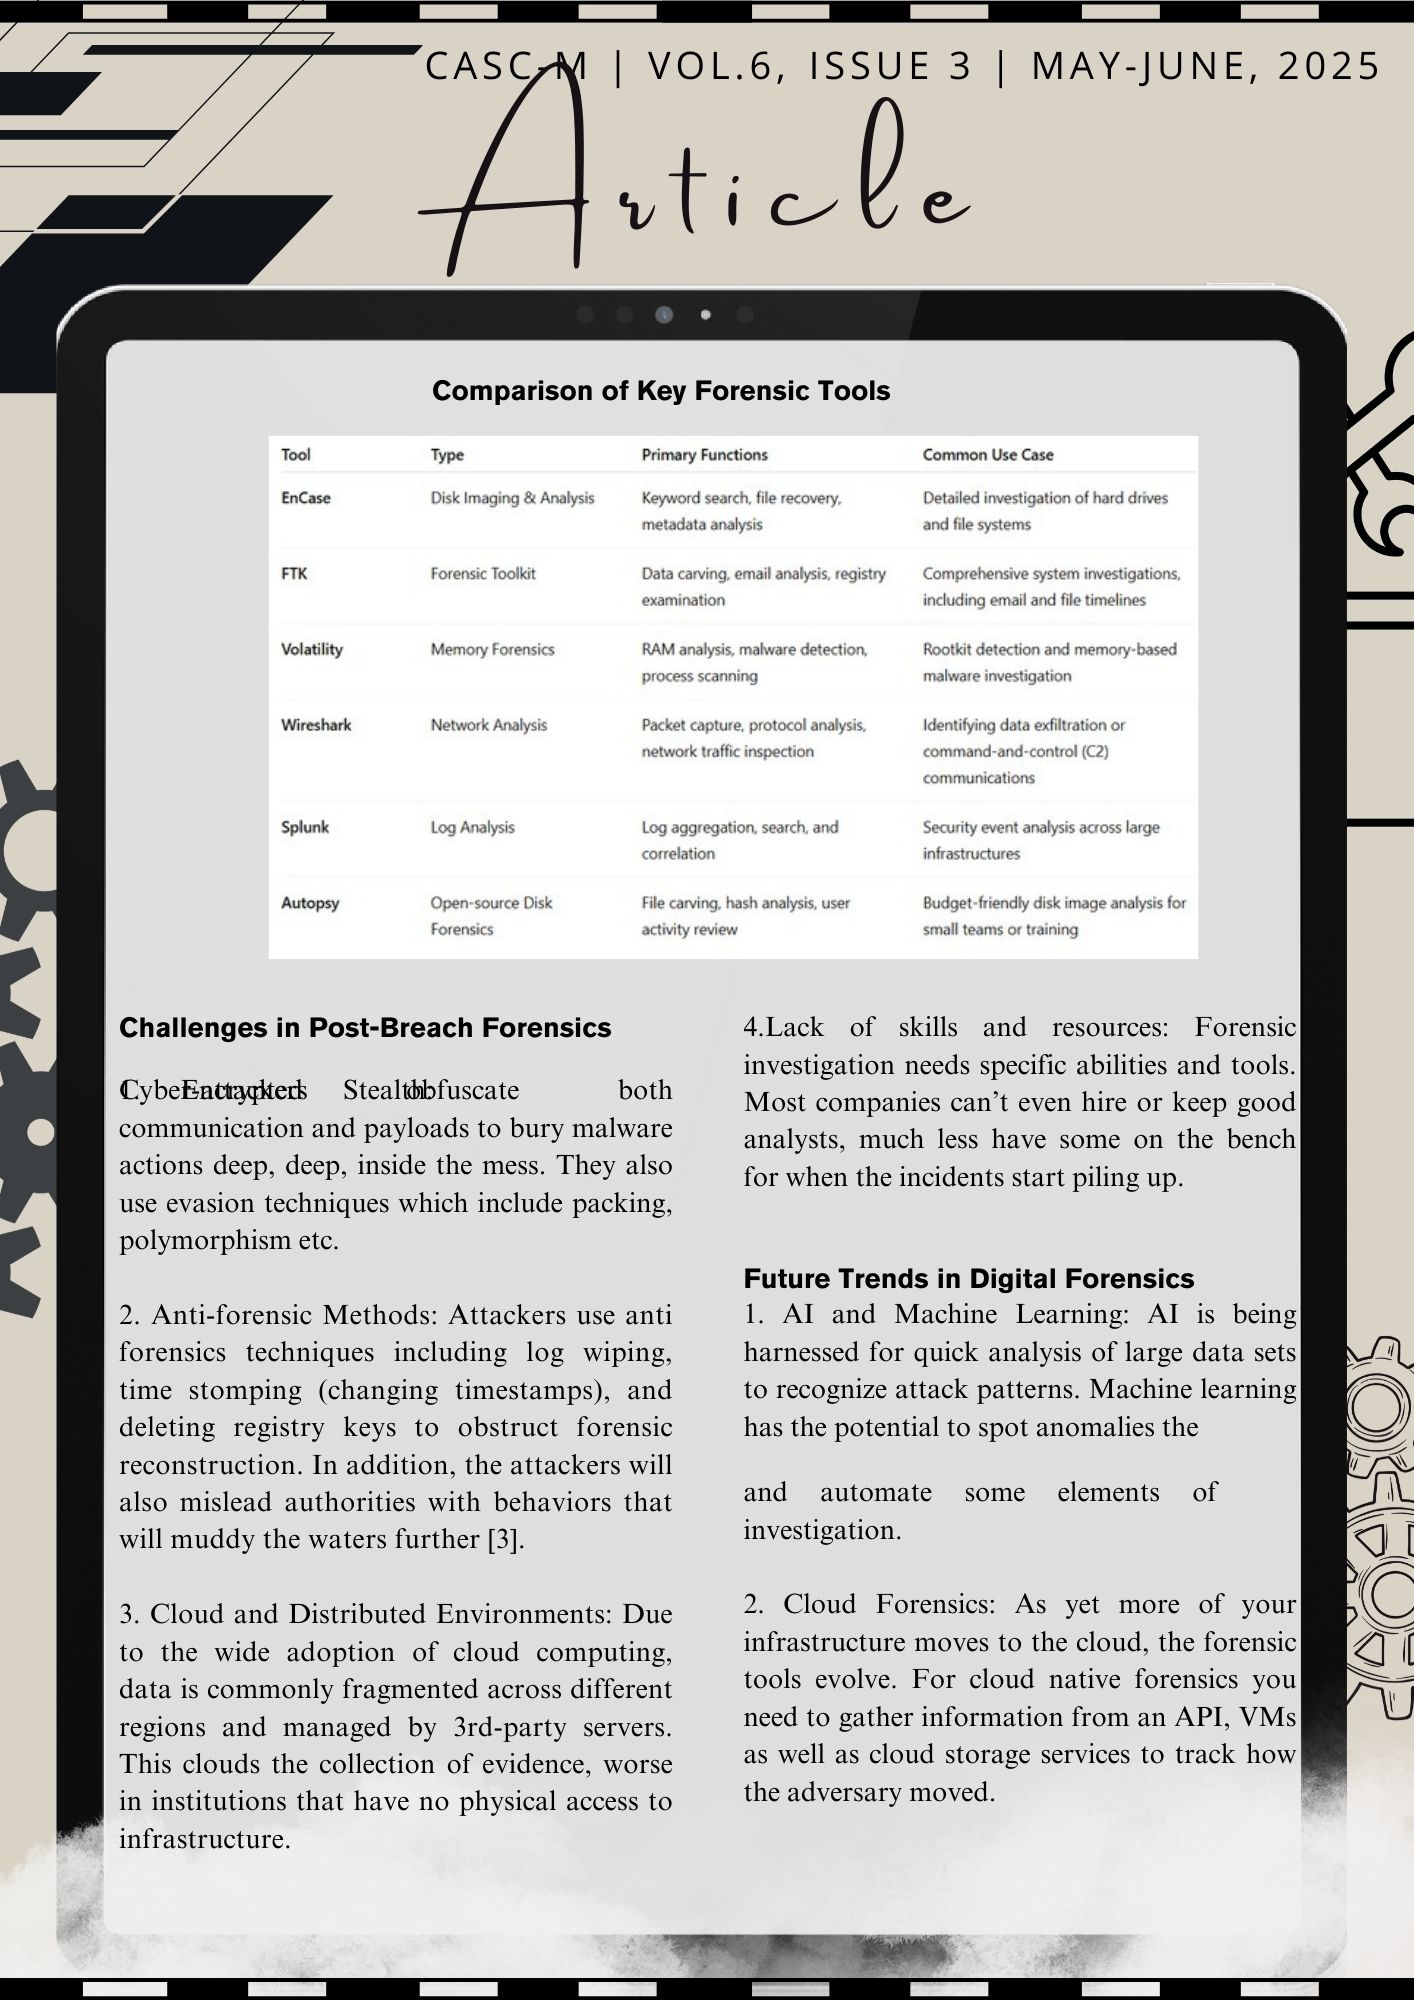 CASC-M | VOL.6, ISSUE 3 | MAY-JUNE, 2025
Article
Comparison of Key Forensic Tools
Tool Type Primary Functions Common Use Case
EnCase Disk Imaging & Analysis Keyword search, file recovery, Detailed investigation of hard drives
metadata analysis and file systems
FTK Forensic Toolkit Data carving, email analysis, registry Comprehensive system investigations,
examination including email and file timelines
Volatility Memory Forensics RAM analysis, malware detection, Rootkit detection and memory-based
process scanning malware investigation
Wireshark Network Analysis Packet capture, protocol analysis, Identifying data exfiltration or
network traffic inspection command-and-control (C2)
communications
Splunk Log Analysis Log aggregation, search, and Security event analysis across large
correlation infrastructures
Autopsy Open-source Disk File carving, hash analysis, user Budget-friendly disk image analysis for
Forensics activity review small teams or training
Challenges in Post-Breach Forensics
1. Encrypted Stealth:
Cyber-attackers obfuscate both
communication and payloads to bury malware
actions deep, deep, inside the mess. They also
use evasion techniques which include packing,
polymorphism etc.
2. Anti-forensic Methods: Attackers use anti
forensics techniques including log wiping,
time stomping (changing timestamps), and
deleting registry keys to obstruct forensic
reconstruction. In addition, the attackers will
also mislead authorities with behaviors that
will muddy the waters further [3].
3. Cloud and Distributed Environments: Due
to the wide adoption of cloud computing,
data is commonly fragmented across different
regions and managed by 3rd-party servers.
This clouds the collection of evidence, worse
in institutions that have no physical access to
infrastructure.
4.Lack of skills and resources: Forensic
investigation needs specific abilities and tools.
Most companies can’t even hire or keep good
analysts, much less have some on the bench
for when the incidents start piling up.
Future Trends in Digital Forensics
1. AI and Machine Learning: AI is being
harnessed for quick analysis of large data sets
to recognize attack patterns. Machine learning
has the potential to spot anomalies the
and automate some elements of
investigation.
2. Cloud Forensics: As yet more of your
infrastructure moves to the cloud, the forensic
tools evolve. For cloud native forensics you
need to gather information from an API, VMs
as well as cloud storage services to track how
the adversary moved.